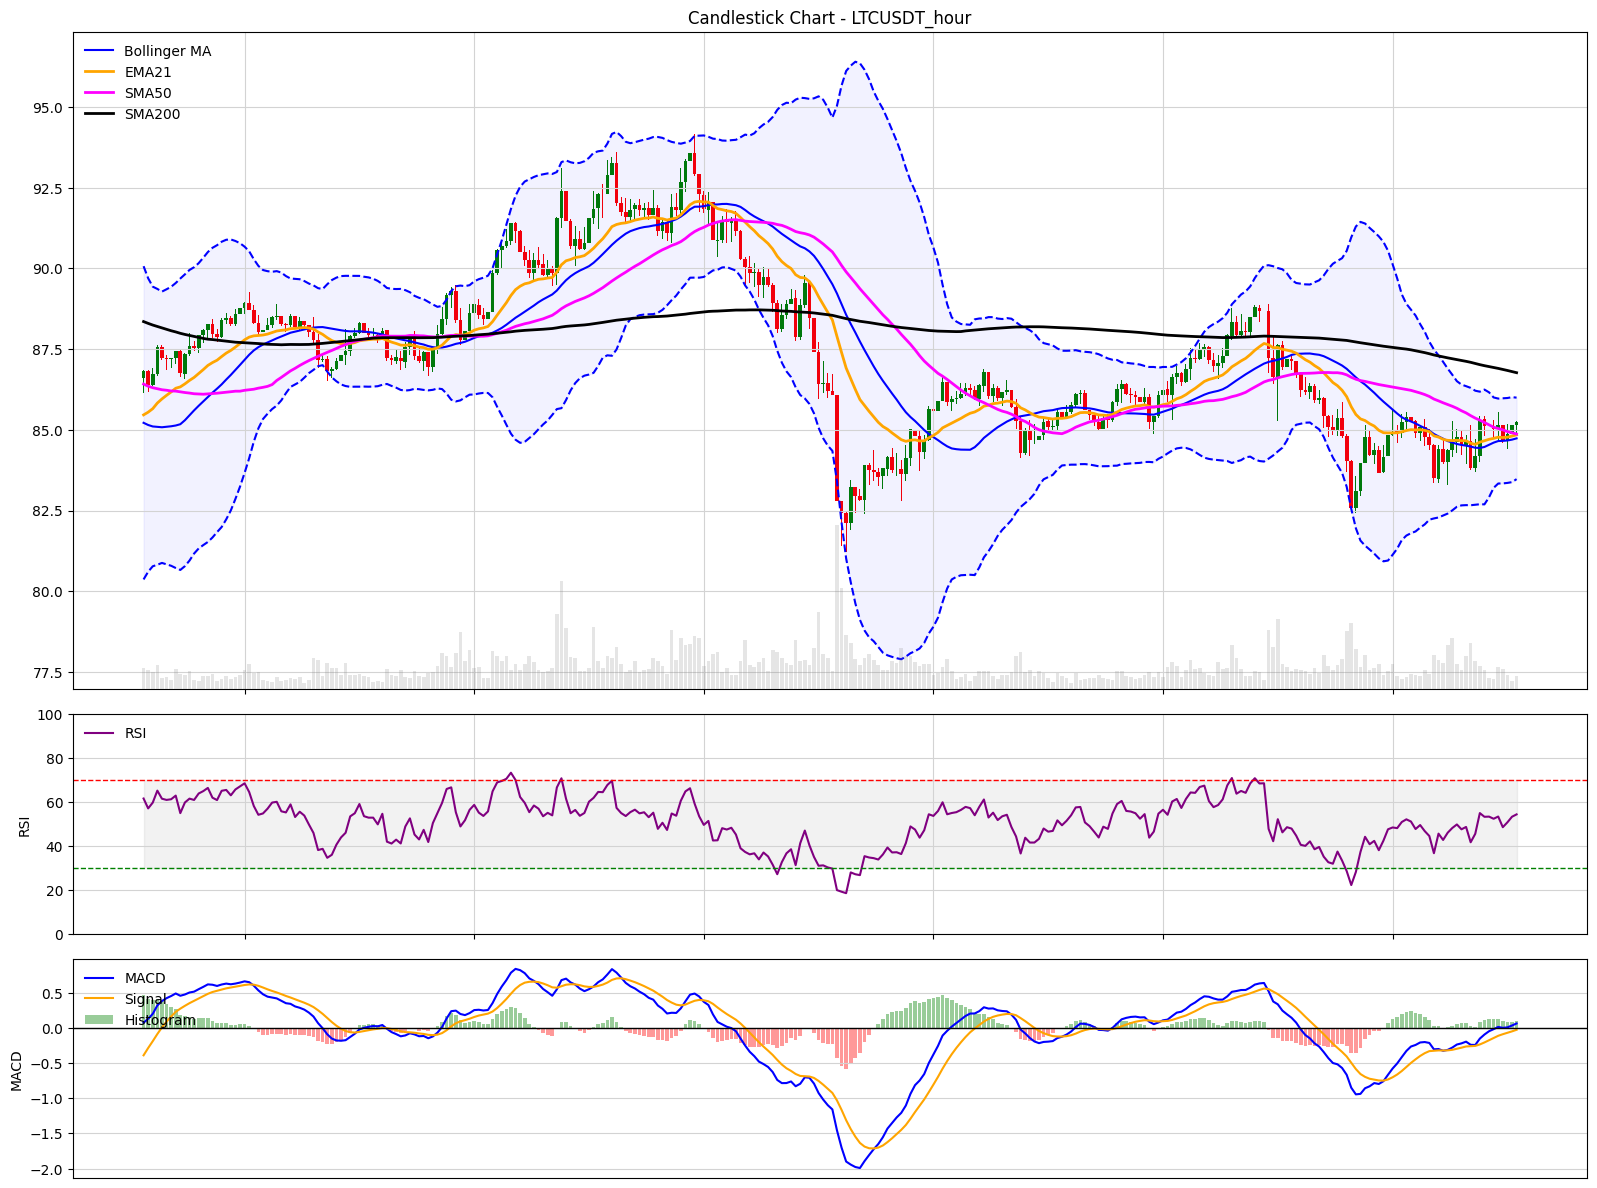 Candlestick Chart - LTCUSDT_hour
Bollinger MA
EMA21
SMA50
SMA200
95.0
92.5
90.0
87.5
85.0
82.5
80.0
77.5
100
RSI
80
60
RSI
40
20
0
MACD
0.5
Signal
Histogram
0.0
−0.5
MACD
−1.0
−1.5
−2.0